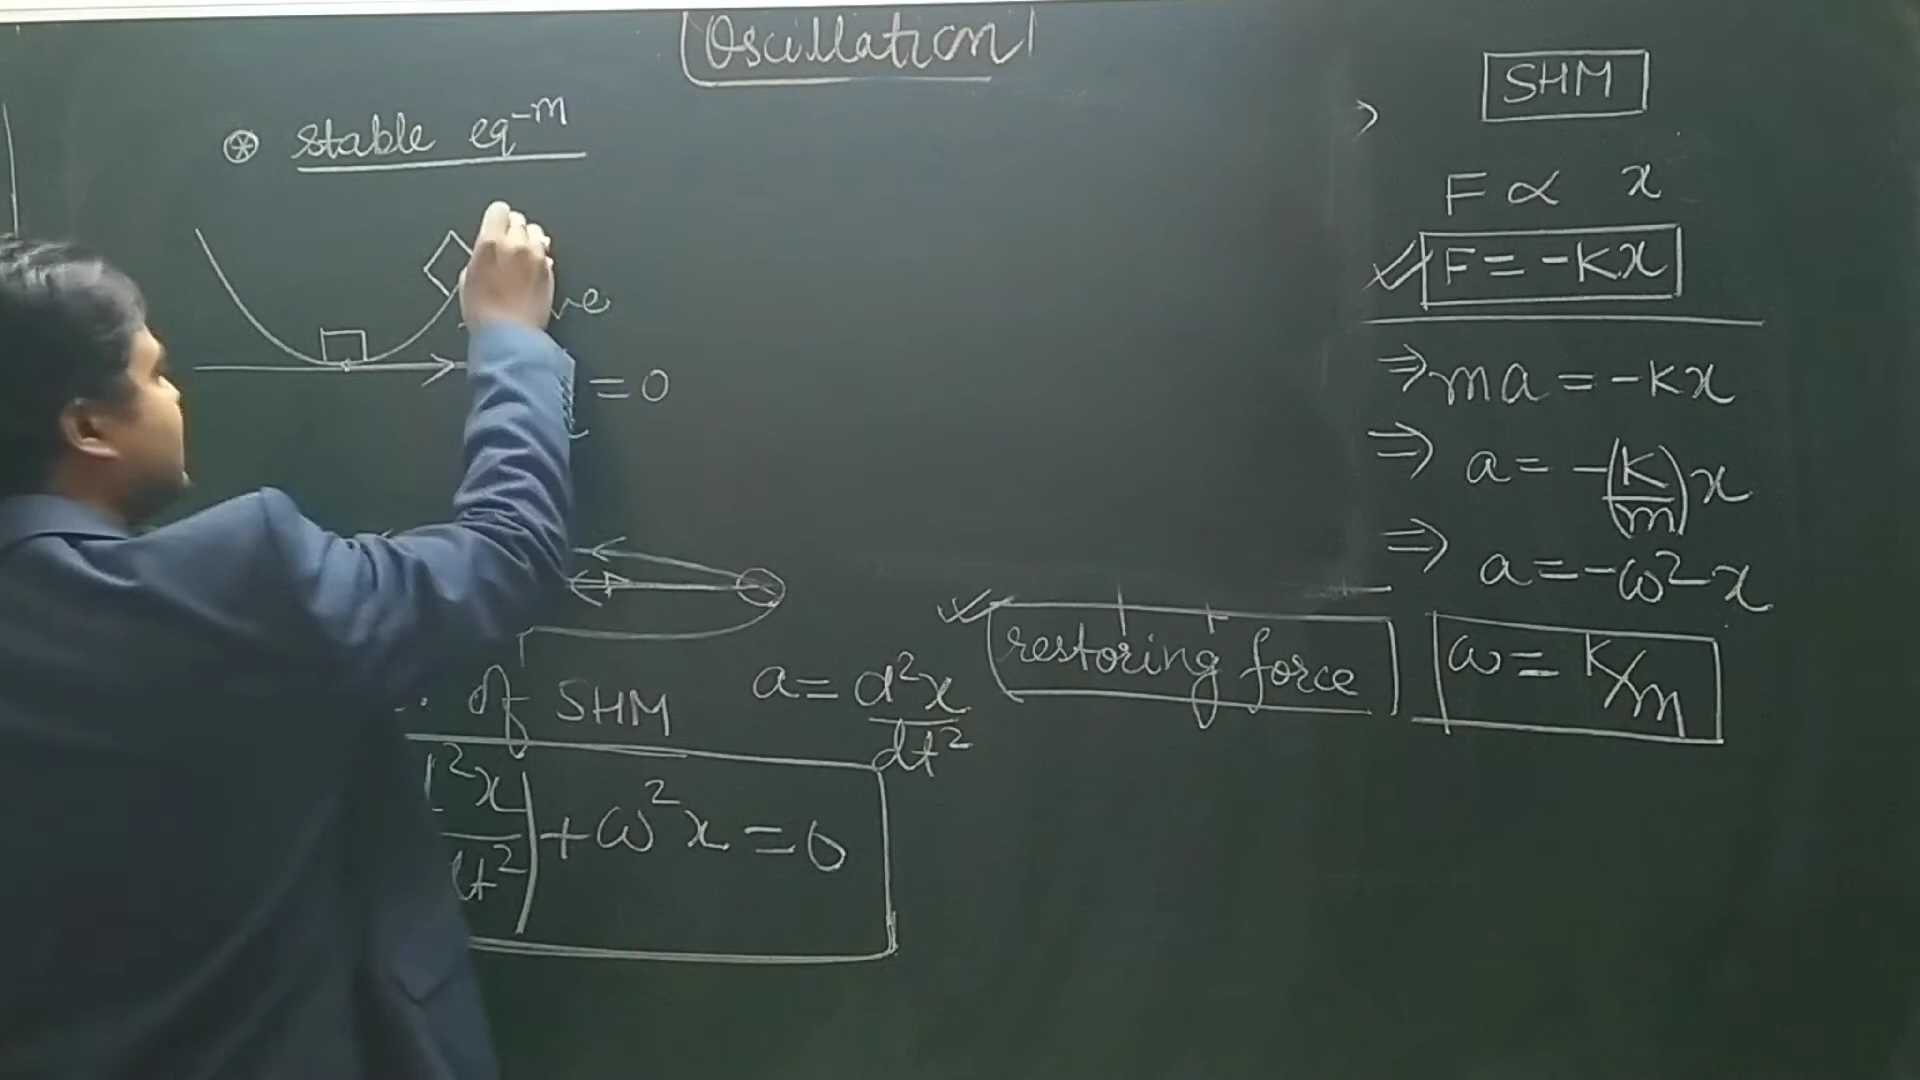 Oscillation
⊛ stable eq-m
-ve
= 0
of SHM
a = d²x/dt²
d²x/dt² + ω²x = 0
restoring force
SHM
F ∝ x
F = -Kx
⇒ ma = -Kx
⇒ a = -(K/m)x
⇒ a = -ω²x
ω = K/m